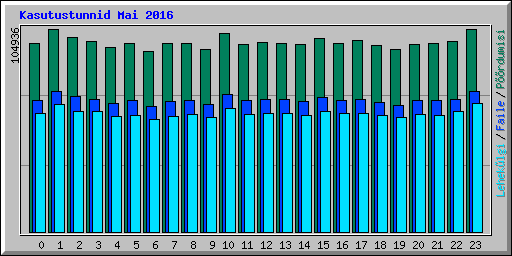 Kasutustunnid Mai 2016
104936
Lehekülgi / Faile / Pöördumisi
0 1 2 3 4 5 6 7 8 9 10 11 12 13 14 15 16 17 18 19 20 21 22 23